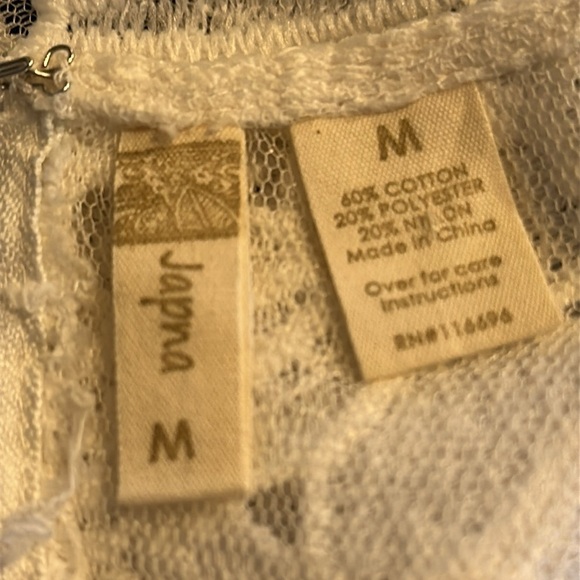 Japna
M
M
60% COTTON
20% POLYESTER
20% NYLON
Made in China
Over for care
instructions
RN#116696